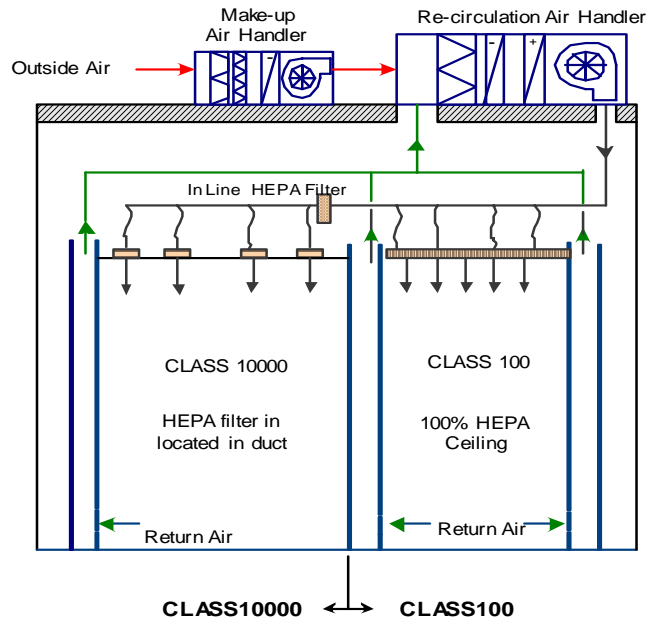 Make-up
Air Handler
Re-circulation Air Handler
Outside Air
-
- +
In Line HEPA Filter
CLASS 10000
HEPA filter in
located in duct
CLASS 100
100% HEPA
Ceiling
Return Air
Return Air
CLASS10000
CLASS100